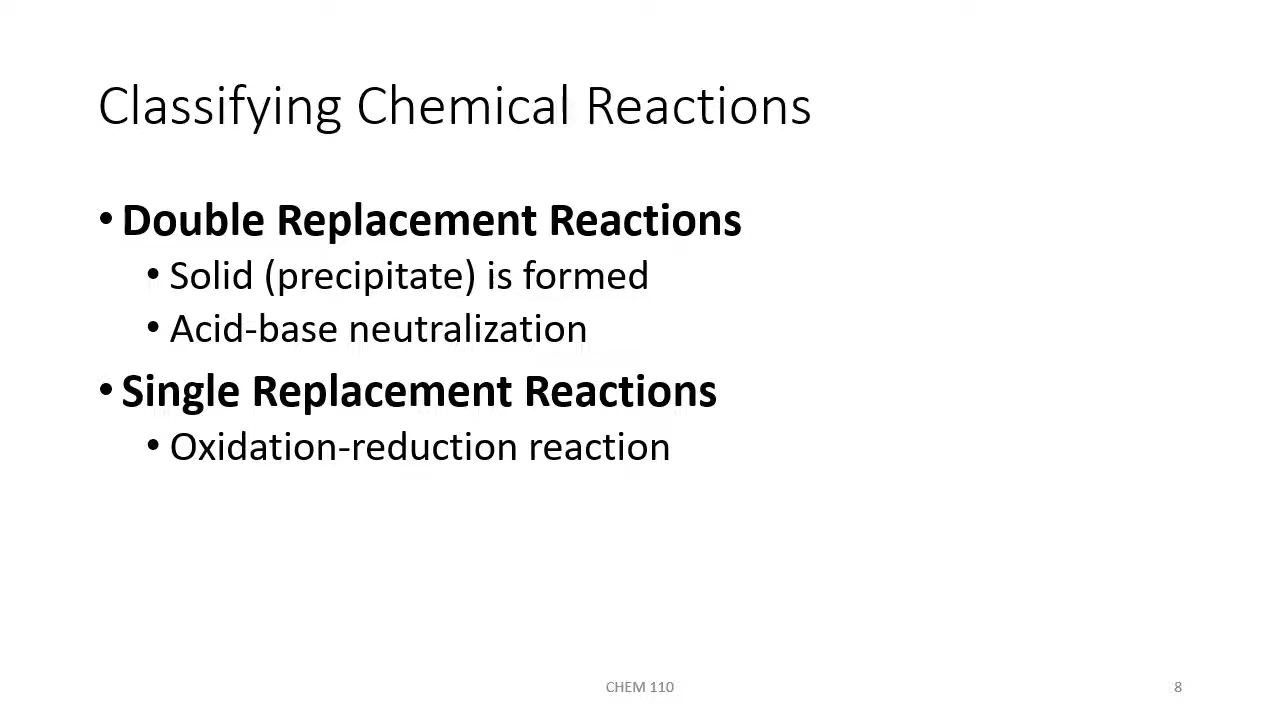 Classifying Chemical Reactions
• Double Replacement Reactions
• Solid (precipitate) is formed
• Acid-base neutralization
• Single Replacement Reactions
• Oxidation-reduction reaction
CHEM 110
8